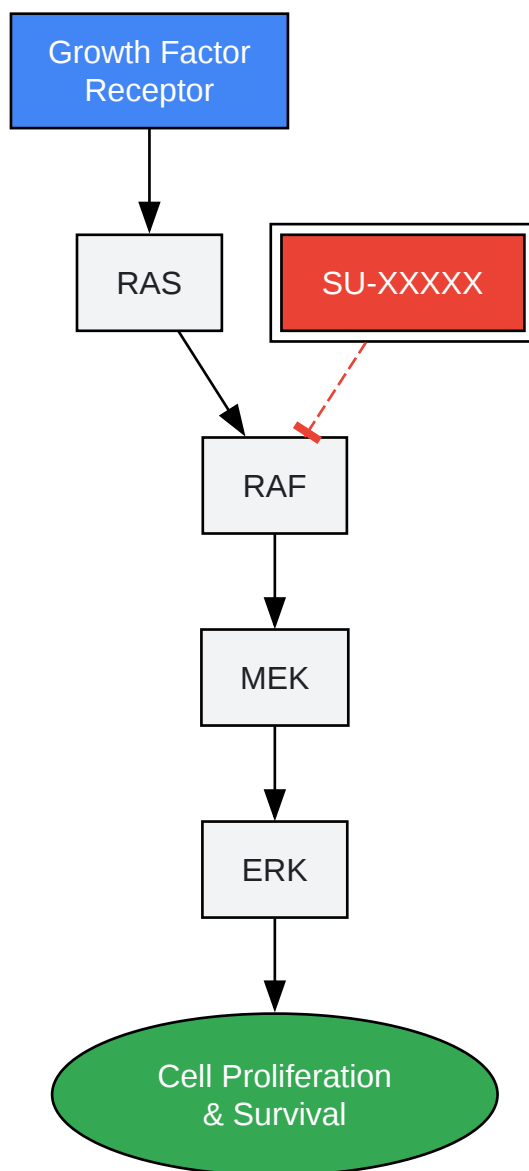 Growth Factor
Receptor
RAS
SU-XXXXX
RAF
MEK
ERK
Cell Proliferation
& Survival